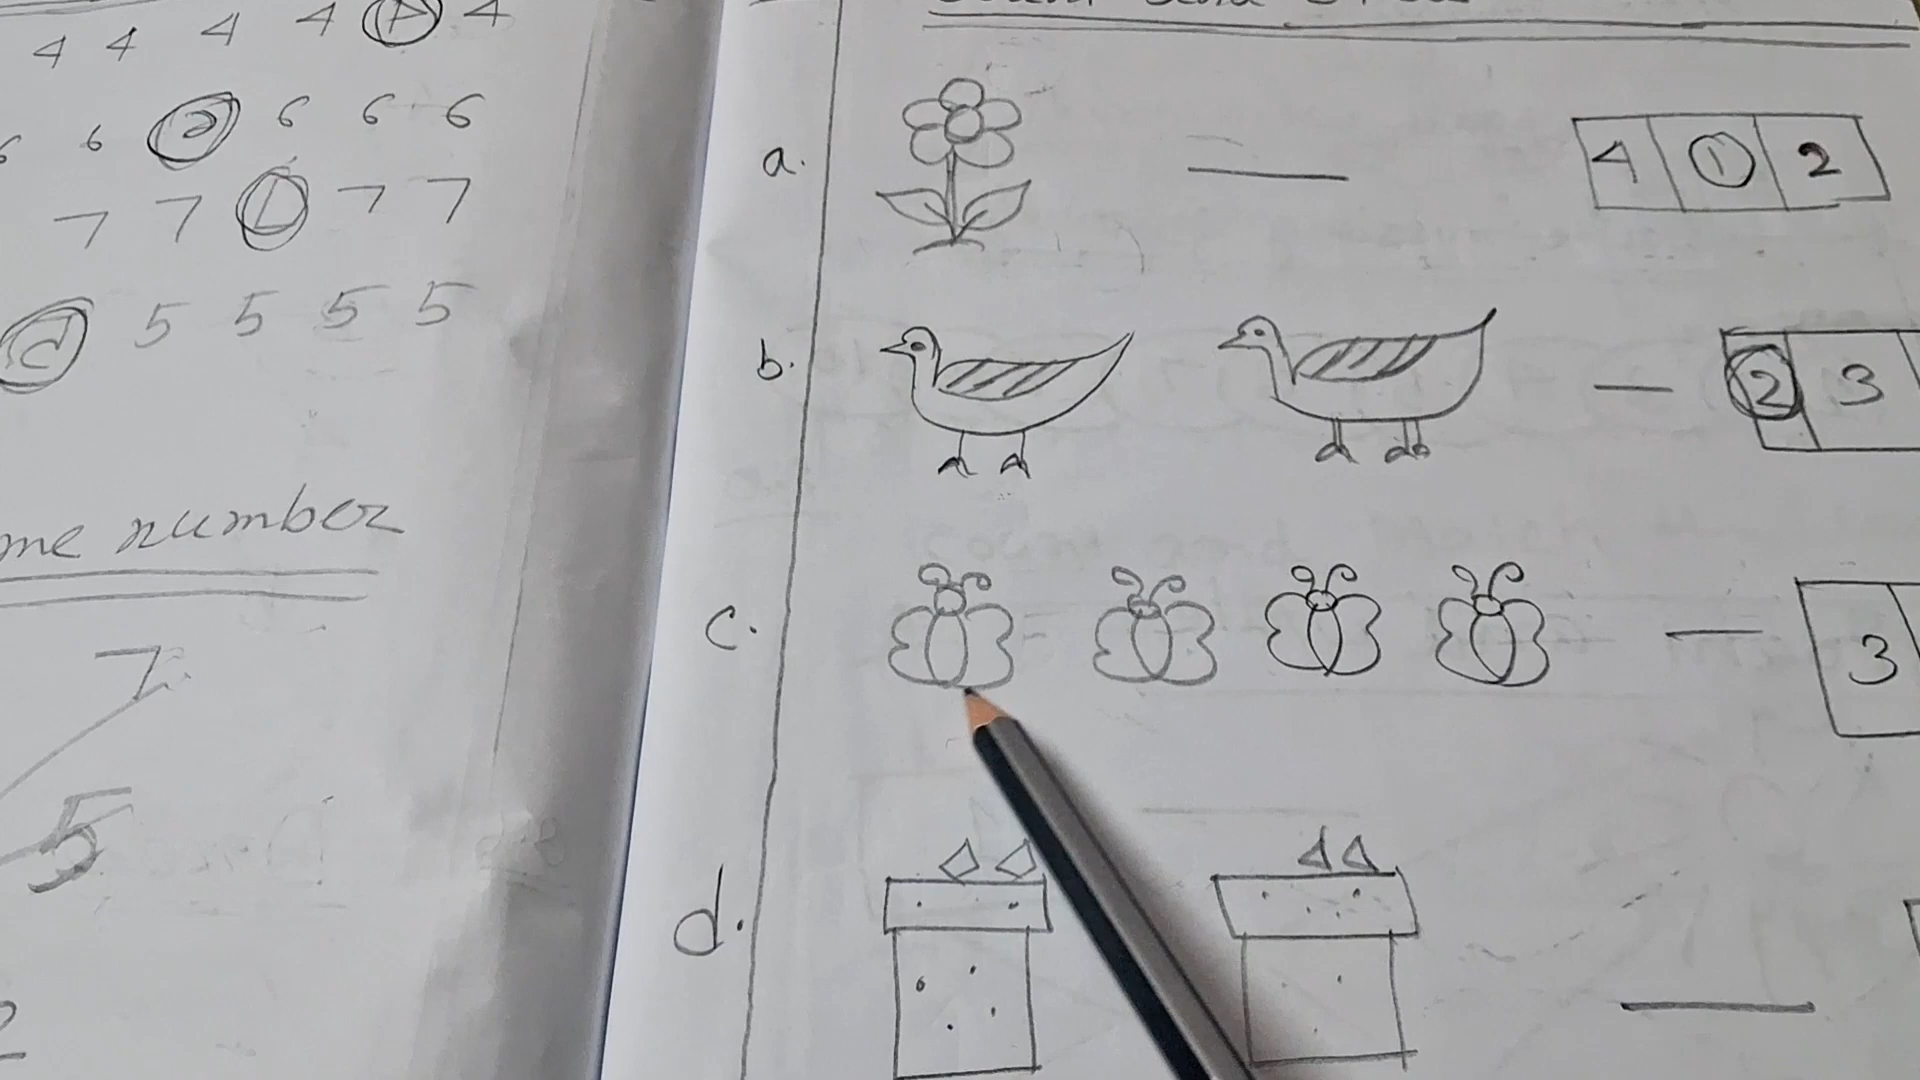 4 4 4 4 4
6 6 6 6 6
7 7 1 7 7
5 5 5 5
me number
7
5
2
a. 4 1 2
b. 2 3
c. 3
d.